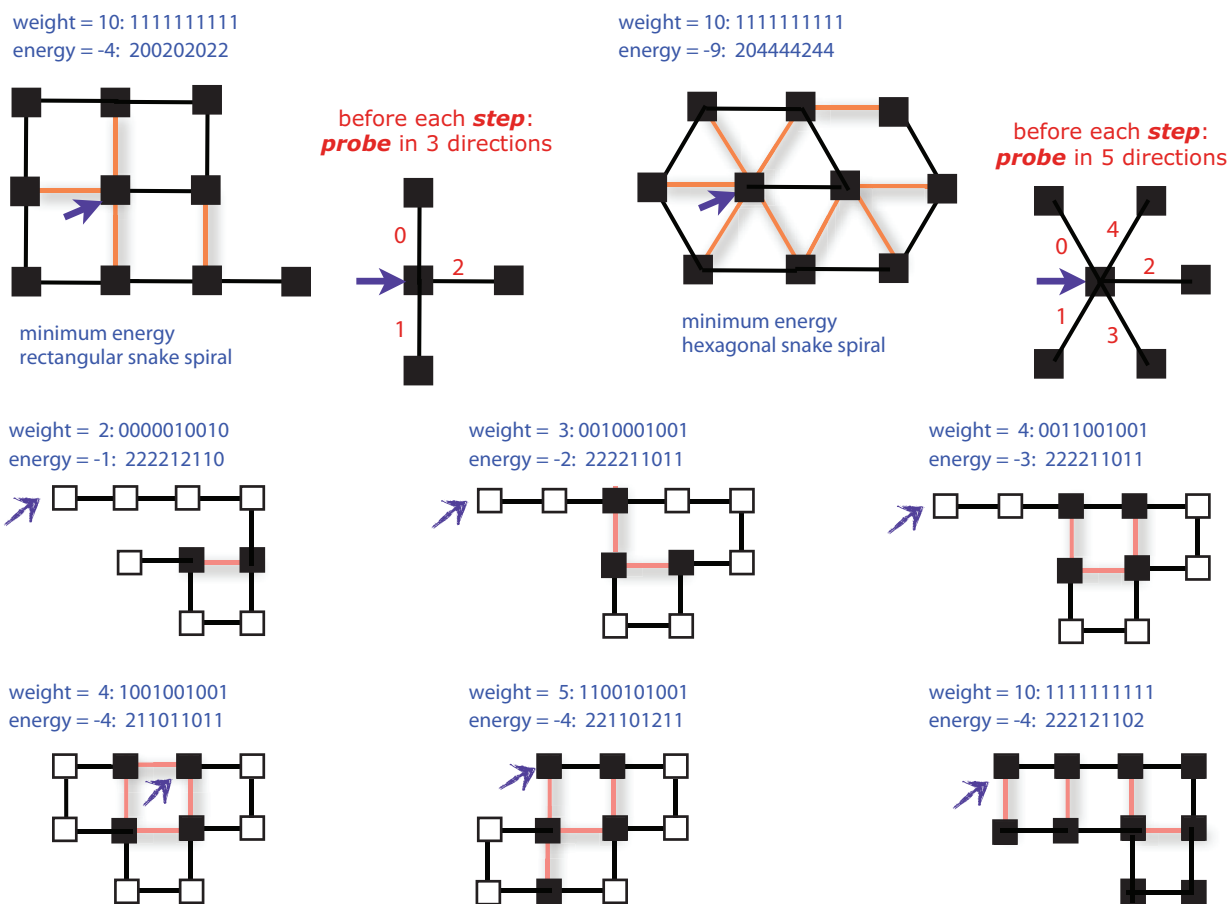 weight = 10: 1111111111
energy = -4: 200202022
before each step:
probe in 3 directions
0
2
1
minimum energy
rectangular snake spiral
weight = 10: 1111111111
energy = -9: 204444244
before each step:
probe in 5 directions
0
4
2
1
3
minimum energy
hexagonal snake spiral
weight = 2: 0000010010
energy = -1: 222212110
weight = 3: 0010001001
energy = -2: 222211011
weight = 4: 0011001001
energy = -3: 222211011
weight = 4: 1001001001
energy = -4: 211011011
weight = 5: 1100101001
energy = -4: 221101211
weight = 10: 1111111111
energy = -4: 222121102